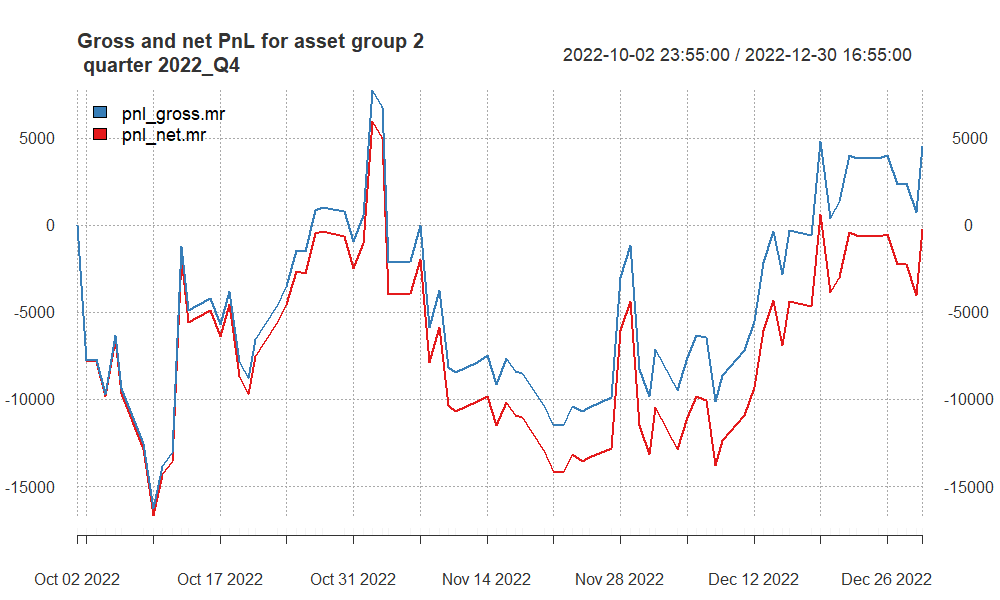 Gross and net PnL for asset group 2
quarter 2022_Q4
2022-10-02 23:55:00 / 2022-12-30 16:55:00
pnl_gross.mr
pnl_net.mr
5000
0
-5000
-10000
-15000
5000
0
-5000
-10000
-15000
Oct 02 2022
Oct 17 2022
Oct 31 2022
Nov 14 2022
Nov 28 2022
Dec 12 2022
Dec 26 2022